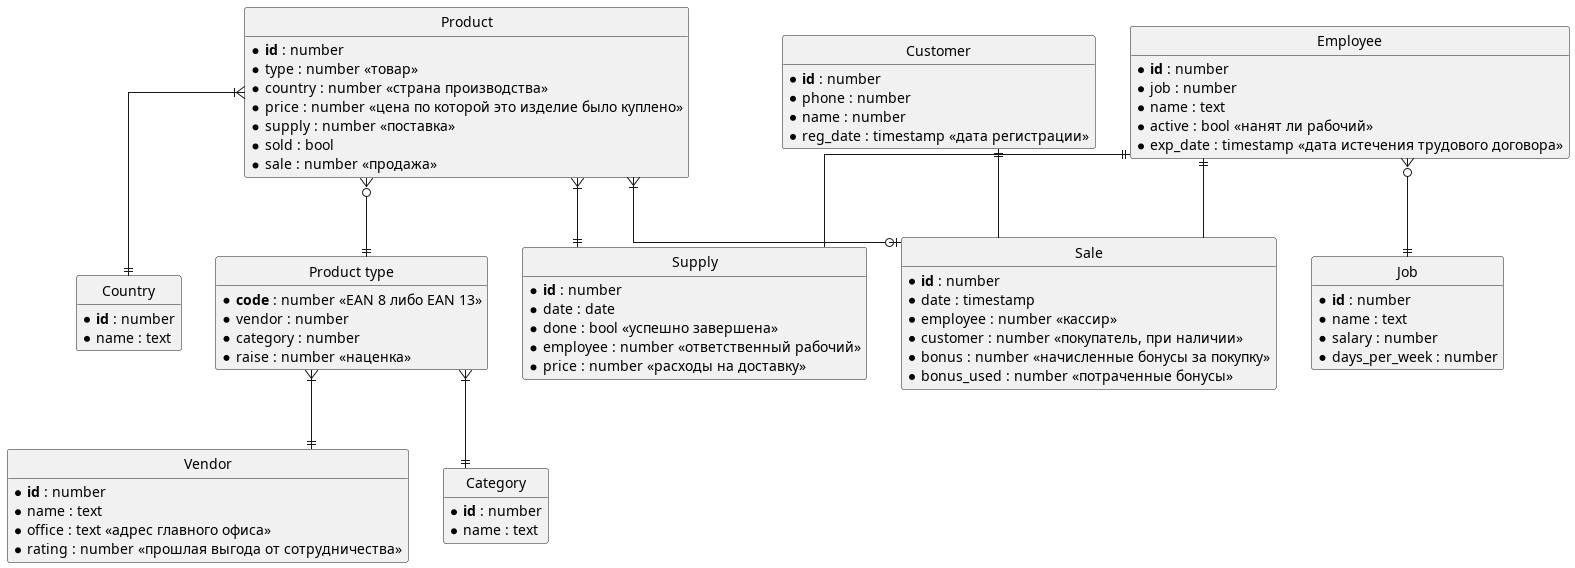 Product
* id : number
* type : number «товар»
* country : number «страна производства»
* price : number «цена по которой это изделие было куплено»
* supply : number «поставка»
* sold : bool
* sale : number «продажа»
Customer
* id : number
* phone : number
* name : number
* reg_date : timestamp «дата регистрации»
Employee
* id : number
* job : number
* name : text
* active : bool «нанят ли рабочий»
* exp_date : timestamp «дата истечения трудового договора»
Country
* id : number
* name : text
Product type
* code : number «EAN 8 либо EAN 13»
* vendor : number
* category : number
* raise : number «наценка»
Supply
* id : number
* date : date
* done : bool «успешно завершена»
* employee : number «ответственный рабочий»
* price : number «расходы на доставку»
Sale
* id : number
* date : timestamp
* employee : number «кассир»
* customer : number «покупатель, при наличии»
* bonus : number «начисленные бонусы за покупку»
* bonus_used : number «потраченные бонусы»
Job
* id : number
* name : text
* salary : number
* days_per_week : number
Vendor
* id : number
* name : text
* office : text «адрес главного офиса»
* rating : number «прошлая выгода от сотрудничества»
Category
* id : number
* name : text